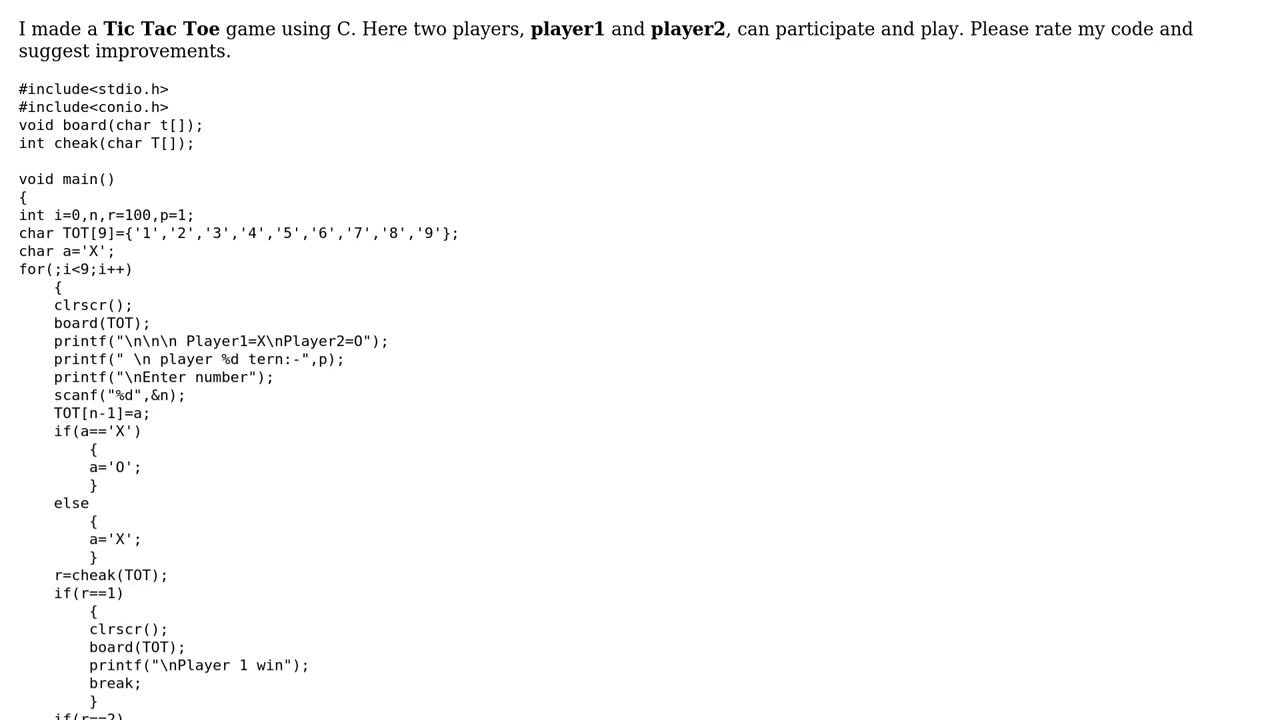 I made a Tic Tac Toe game using C. Here two players, player1 and player2, can participate and play. Please rate my code and
suggest improvements.
#include<stdio.h>
#include<conio.h>
void board(char t[]);
int cheak(char T[]);
void main()
{
int i=0,n,r=100,p=1;
char TOT[9]={'1','2','3','4','5','6','7','8','9'};
char a='X';
for(;i<9;i++)
    {
    clrscr();
    board(TOT);
    printf("\n\n\n Player1=X\nPlayer2=O");
    printf(" \n player %d tern:-",p);
    printf("\nEnter number");
    scanf("%d",&n);
    TOT[n-1]=a;
    if(a=='X')
        {
        a='O';
        }
    else
        {
        a='X';
        }
    r=cheak(TOT);
    if(r==1)
        {
        clrscr();
        board(TOT);
        printf("\nPlayer 1 win");
        break;
        }
    if(r==2)